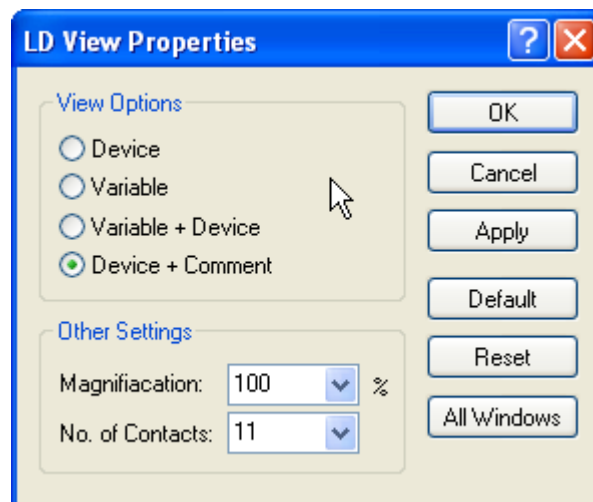 LD View Properties
View Options
Device
Variable
Variable + Device
Device + Comment
Other Settings
Magnifiacation: 100 %
No. of Contacts: 11
OK
Cancel
Apply
Default
Reset
All Windows